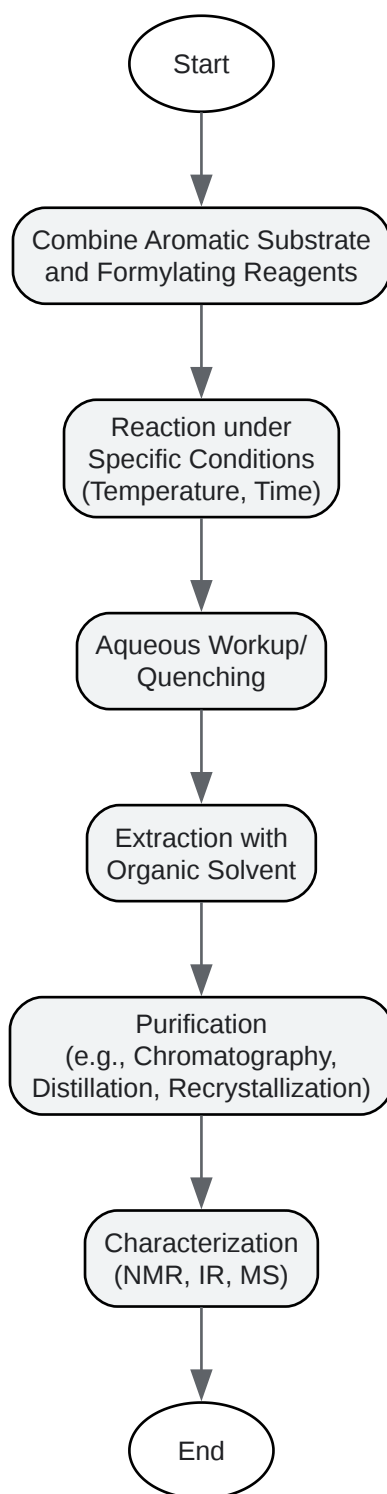 Start
Combine Aromatic Substrate
and Formylating Reagents
Reaction under
Specific Conditions
(Temperature, Time)
Aqueous Workup/
Quenching
Extraction with
Organic Solvent
Purification
(e.g., Chromatography,
Distillation, Recrystallization)
Characterization
(NMR, IR, MS)
End